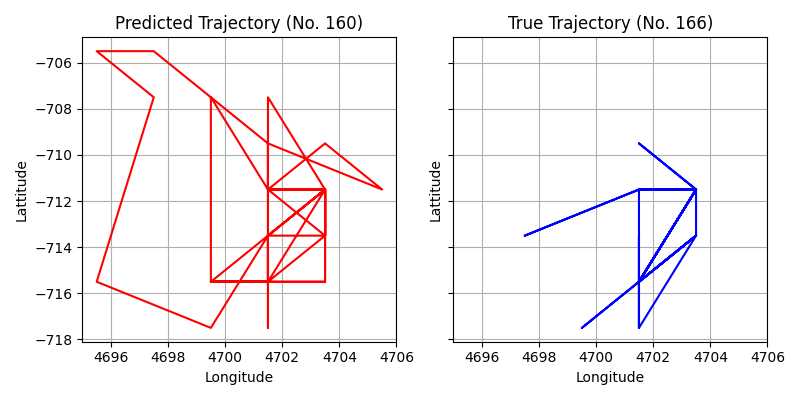 Predicted Trajectory (No. 160)
Lattitude
−706
−708
−710
−712
−714
−716
−718
4696 4698 4700 4702 4704 4706
Longitude
True Trajectory (No. 166)
Lattitude
4696 4698 4700 4702 4704 4706
Longitude